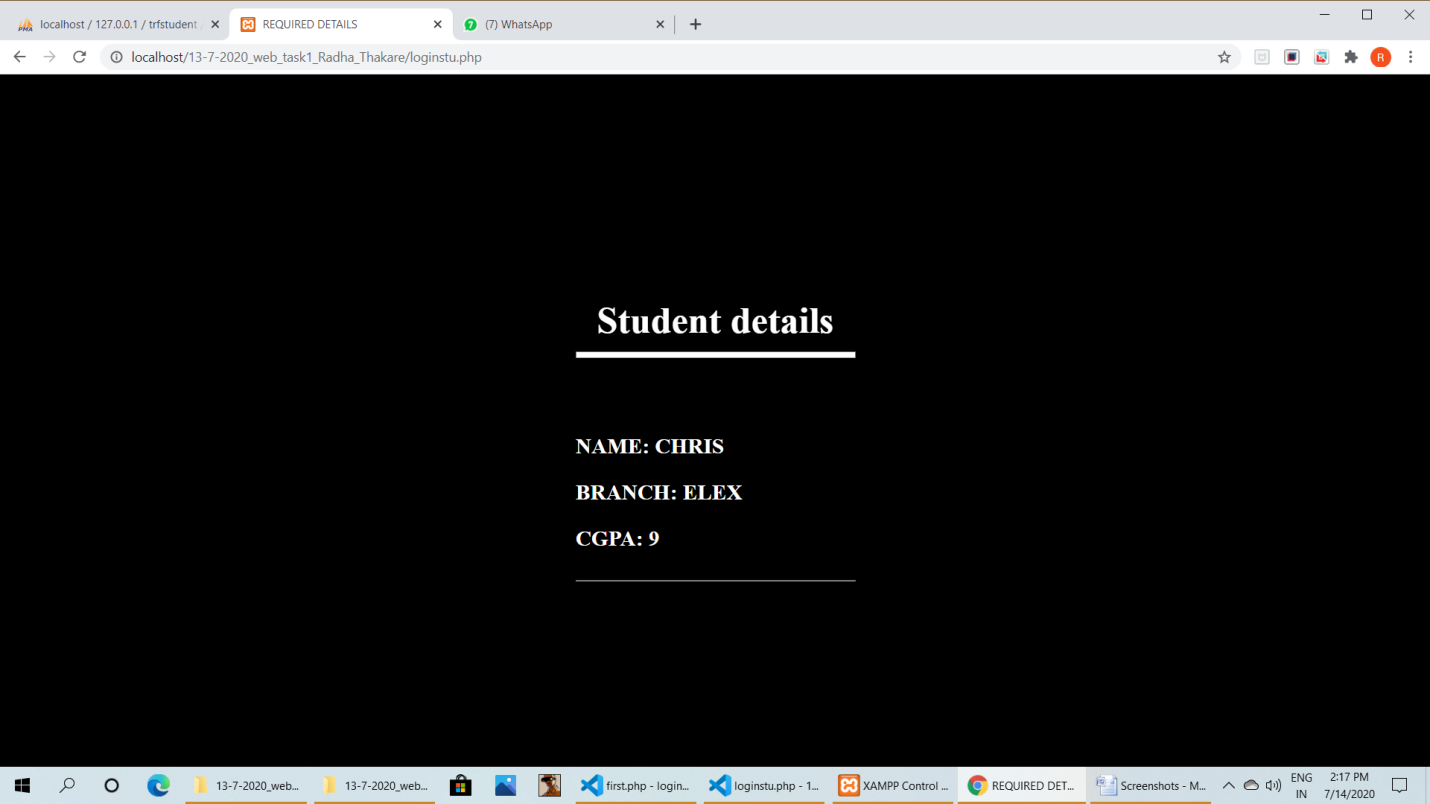 localhost / 127.0.0.1 / trfstudent
REQUIRED DETAILS
(7) WhatsApp
localhost/13-7-2020_web_task1_Radha_Thakare/loginstu.php
R
Student details
NAME: CHRIS
BRANCH: ELEX
CGPA: 9
13-7-2020_web...
13-7-2020_web...
first.php - login...
loginstu.php - 1...
XAMPP Control ...
REQUIRED DET...
Screenshots - M...
ENG
IN
2:17 PM
7/14/2020